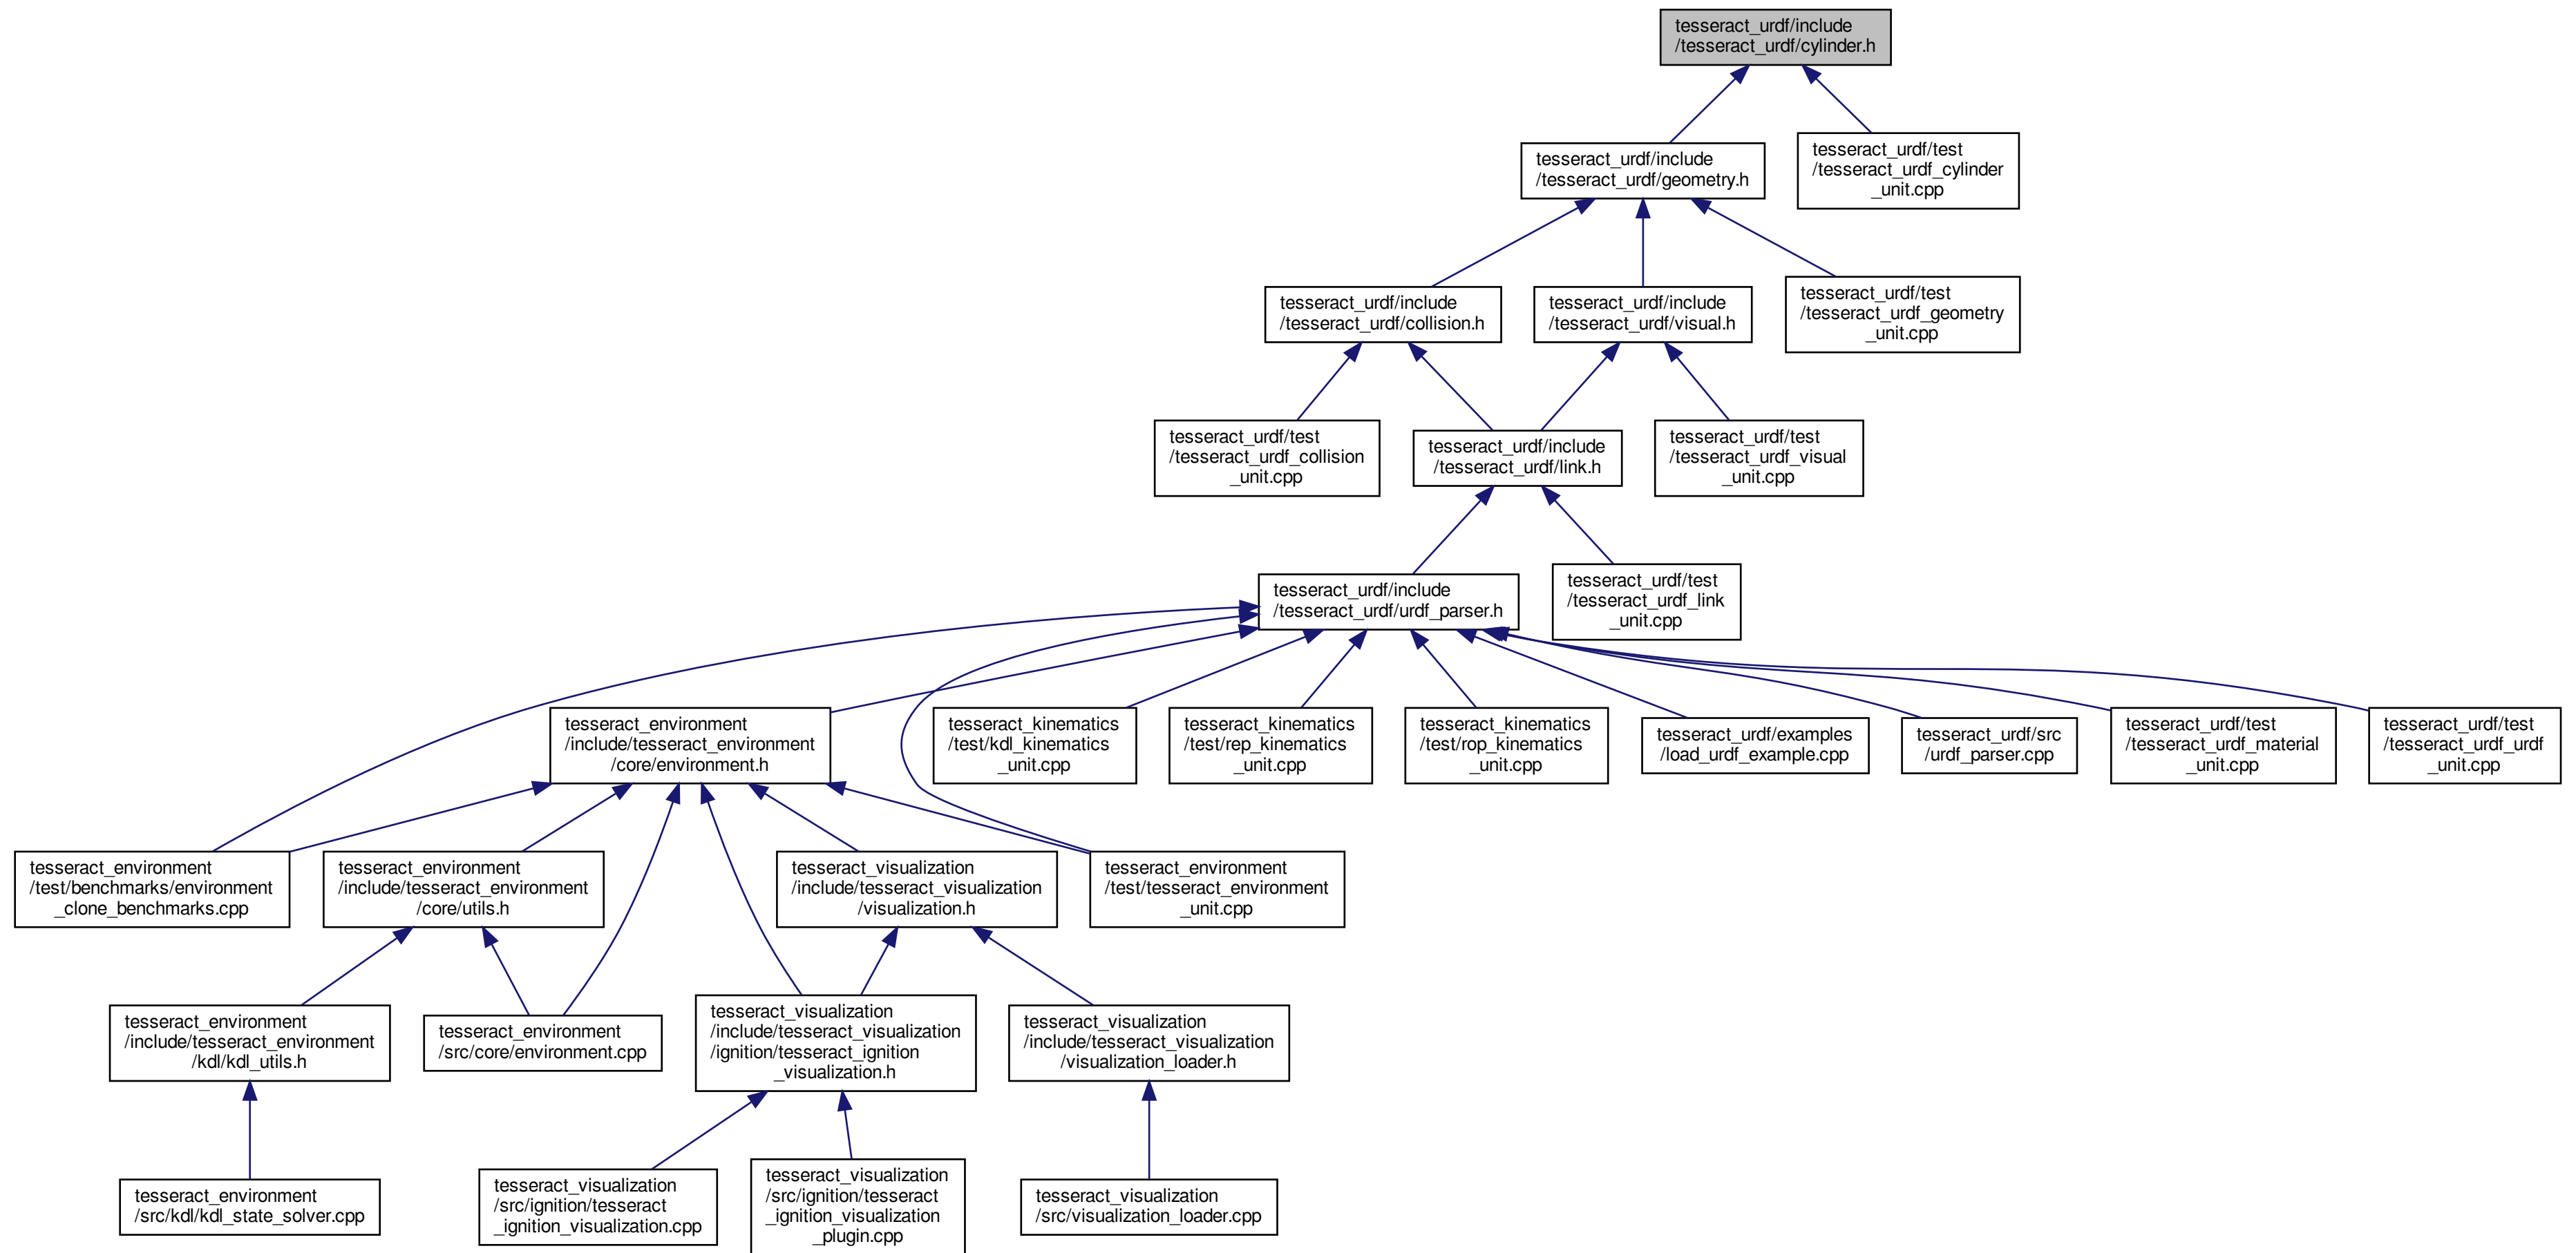 tesseract_urdf/include
/tesseract_urdf/cylinder.h
tesseract_urdf/include
/tesseract_urdf/geometry.h
tesseract_urdf/test
/tesseract_urdf_cylinder
_unit.cpp
tesseract_urdf/include
/tesseract_urdf/collision.h
tesseract_urdf/include
/tesseract_urdf/visual.h
tesseract_urdf/test
/tesseract_urdf_geometry
_unit.cpp
tesseract_urdf/test
/tesseract_urdf_collision
_unit.cpp
tesseract_urdf/include
/tesseract_urdf/link.h
tesseract_urdf/test
/tesseract_urdf_visual
_unit.cpp
tesseract_urdf/include
/tesseract_urdf/urdf_parser.h
tesseract_urdf/test
/tesseract_urdf_link
_unit.cpp
tesseract_environment
/include/tesseract_environment
/core/environment.h
tesseract_kinematics
/test/kdl_kinematics
_unit.cpp
tesseract_kinematics
/test/rep_kinematics
_unit.cpp
tesseract_kinematics
/test/rop_kinematics
_unit.cpp
tesseract_urdf/examples
/load_urdf_example.cpp
tesseract_urdf/src
/urdf_parser.cpp
tesseract_urdf/test
/tesseract_urdf_material
_unit.cpp
tesseract_urdf/test
/tesseract_urdf_urdf
_unit.cpp
tesseract_environment
/test/benchmarks/environment
_clone_benchmarks.cpp
tesseract_environment
/include/tesseract_environment
/core/utils.h
tesseract_visualization
/include/tesseract_visualization
/visualization.h
tesseract_environment
/test/tesseract_environment
_unit.cpp
tesseract_environment
/include/tesseract_environment
/kdl/kdl_utils.h
tesseract_environment
/src/core/environment.cpp
tesseract_visualization
/include/tesseract_visualization
/ignition/tesseract_ignition
_visualization.h
tesseract_visualization
/include/tesseract_visualization
/visualization_loader.h
tesseract_environment
/src/kdl/kdl_state_solver.cpp
tesseract_visualization
/src/ignition/tesseract
_ignition_visualization.cpp
tesseract_visualization
/src/ignition/tesseract
_ignition_visualization
_plugin.cpp
tesseract_visualization
/src/visualization_loader.cpp